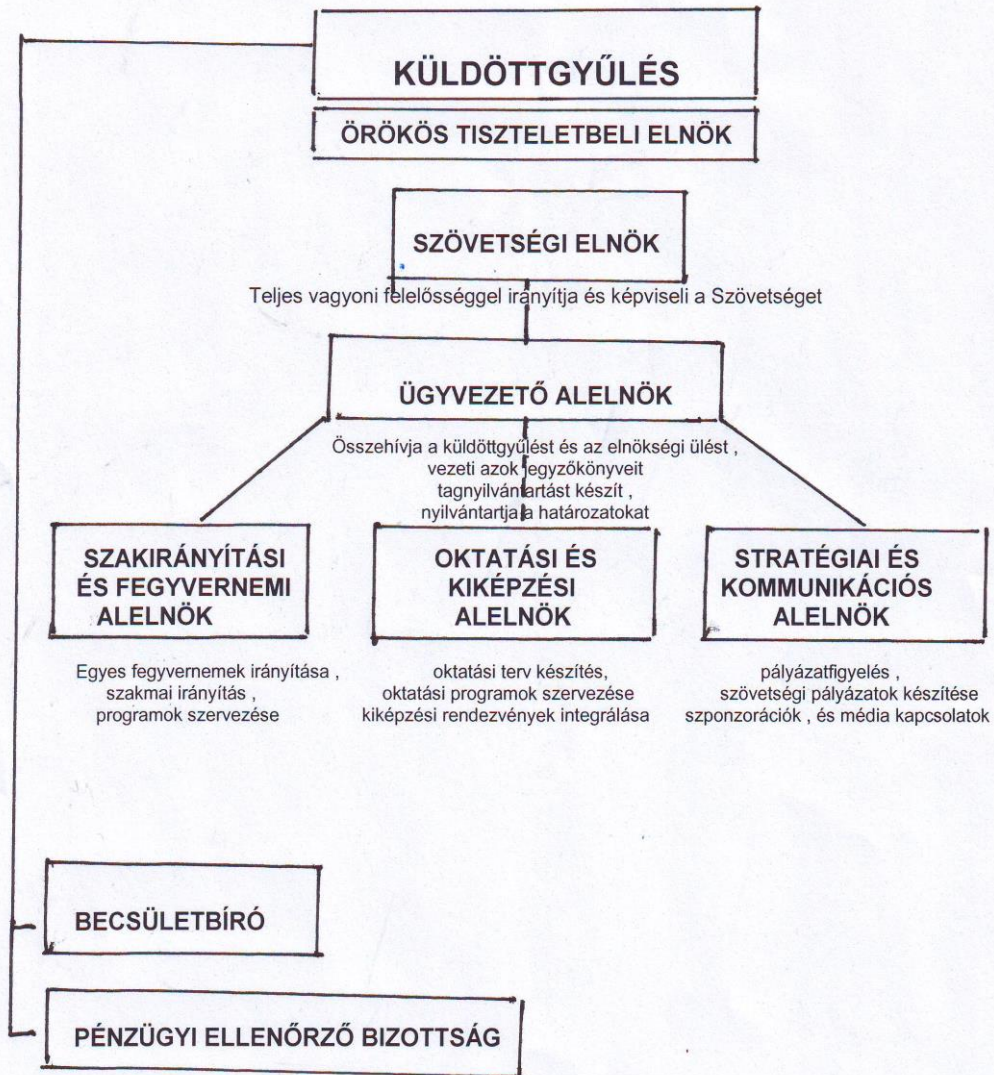 KÜLDÖTTGYŰLÉS
ÖRÖKÖS TISZTELETBELI ELNÖK
SZÖVETSÉGI ELNÖK
Teljes vagyoni felelősséggel irányítja és képviseli a Szövetséget
ÜGYVEZETŐ ALELNÖK
Összehívja a küldöttgyűlést és az elnökségi ülést ,
vezeti azok jegyzőkönyveit
tagnyilvántartást készít ,
nyilvántartja a határozatokat
SZAKIRÁNYÍTÁSI
ÉS FEGYVERNEMI
ALELNÖK
Egyes fegyvernemek irányítása ,
szakmai irányítás ,
programok szervezése
OKTATÁSI ÉS
KIKÉPZÉSI
ALELNÖK
oktatási terv készítés,
oktatási programok szervezése
kiképzési rendezvények integrálása
STRATÉGIAI ÉS
KOMMUNIKÁCIÓS
ALELNÖK
pályázatfigyelés ,
szövetségi pályázatok készítése
szponzorációk , és média kapcsolatok
BECSÜLETBÍRÓ
PÉNZÜGYI ELLENŐRZŐ BIZOTTSÁG